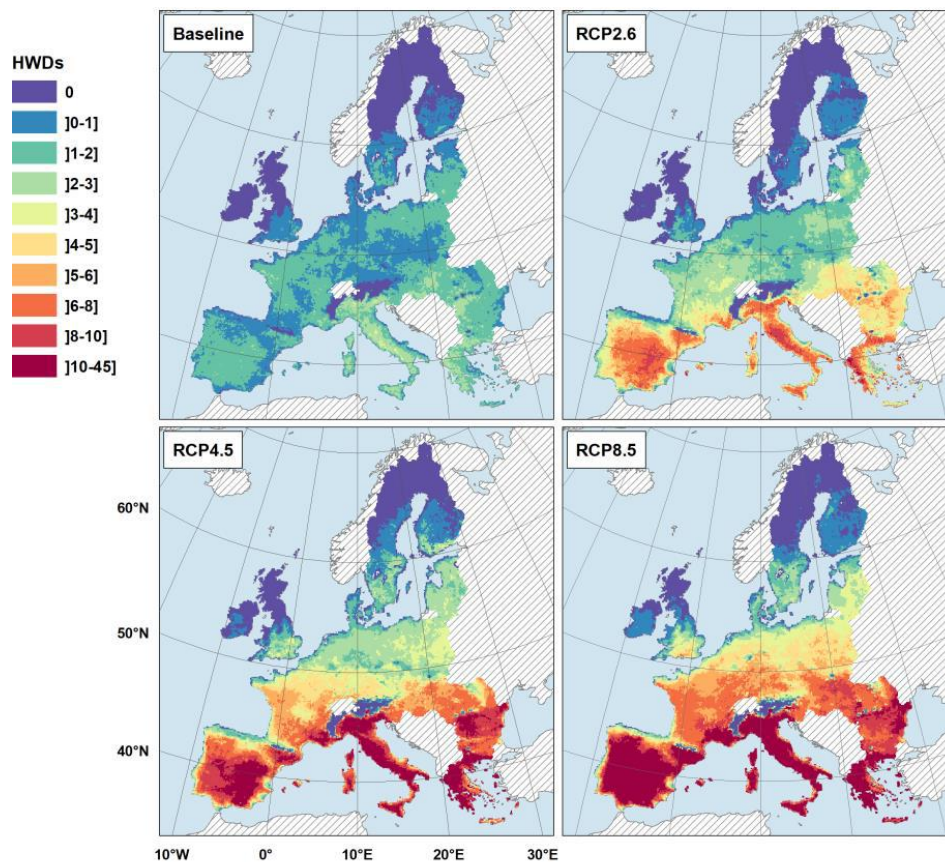 Baseline
RCP2.6
HWDs
0
]0-1]
]1-2]
]2-3]
]3-4]
]4-5]
]5-6]
]6-8]
]8-10]
]10-45]
RCP4.5
RCP8.5
60°N
50°N
40°N
10°W 0° 10°E 20°E 30°E